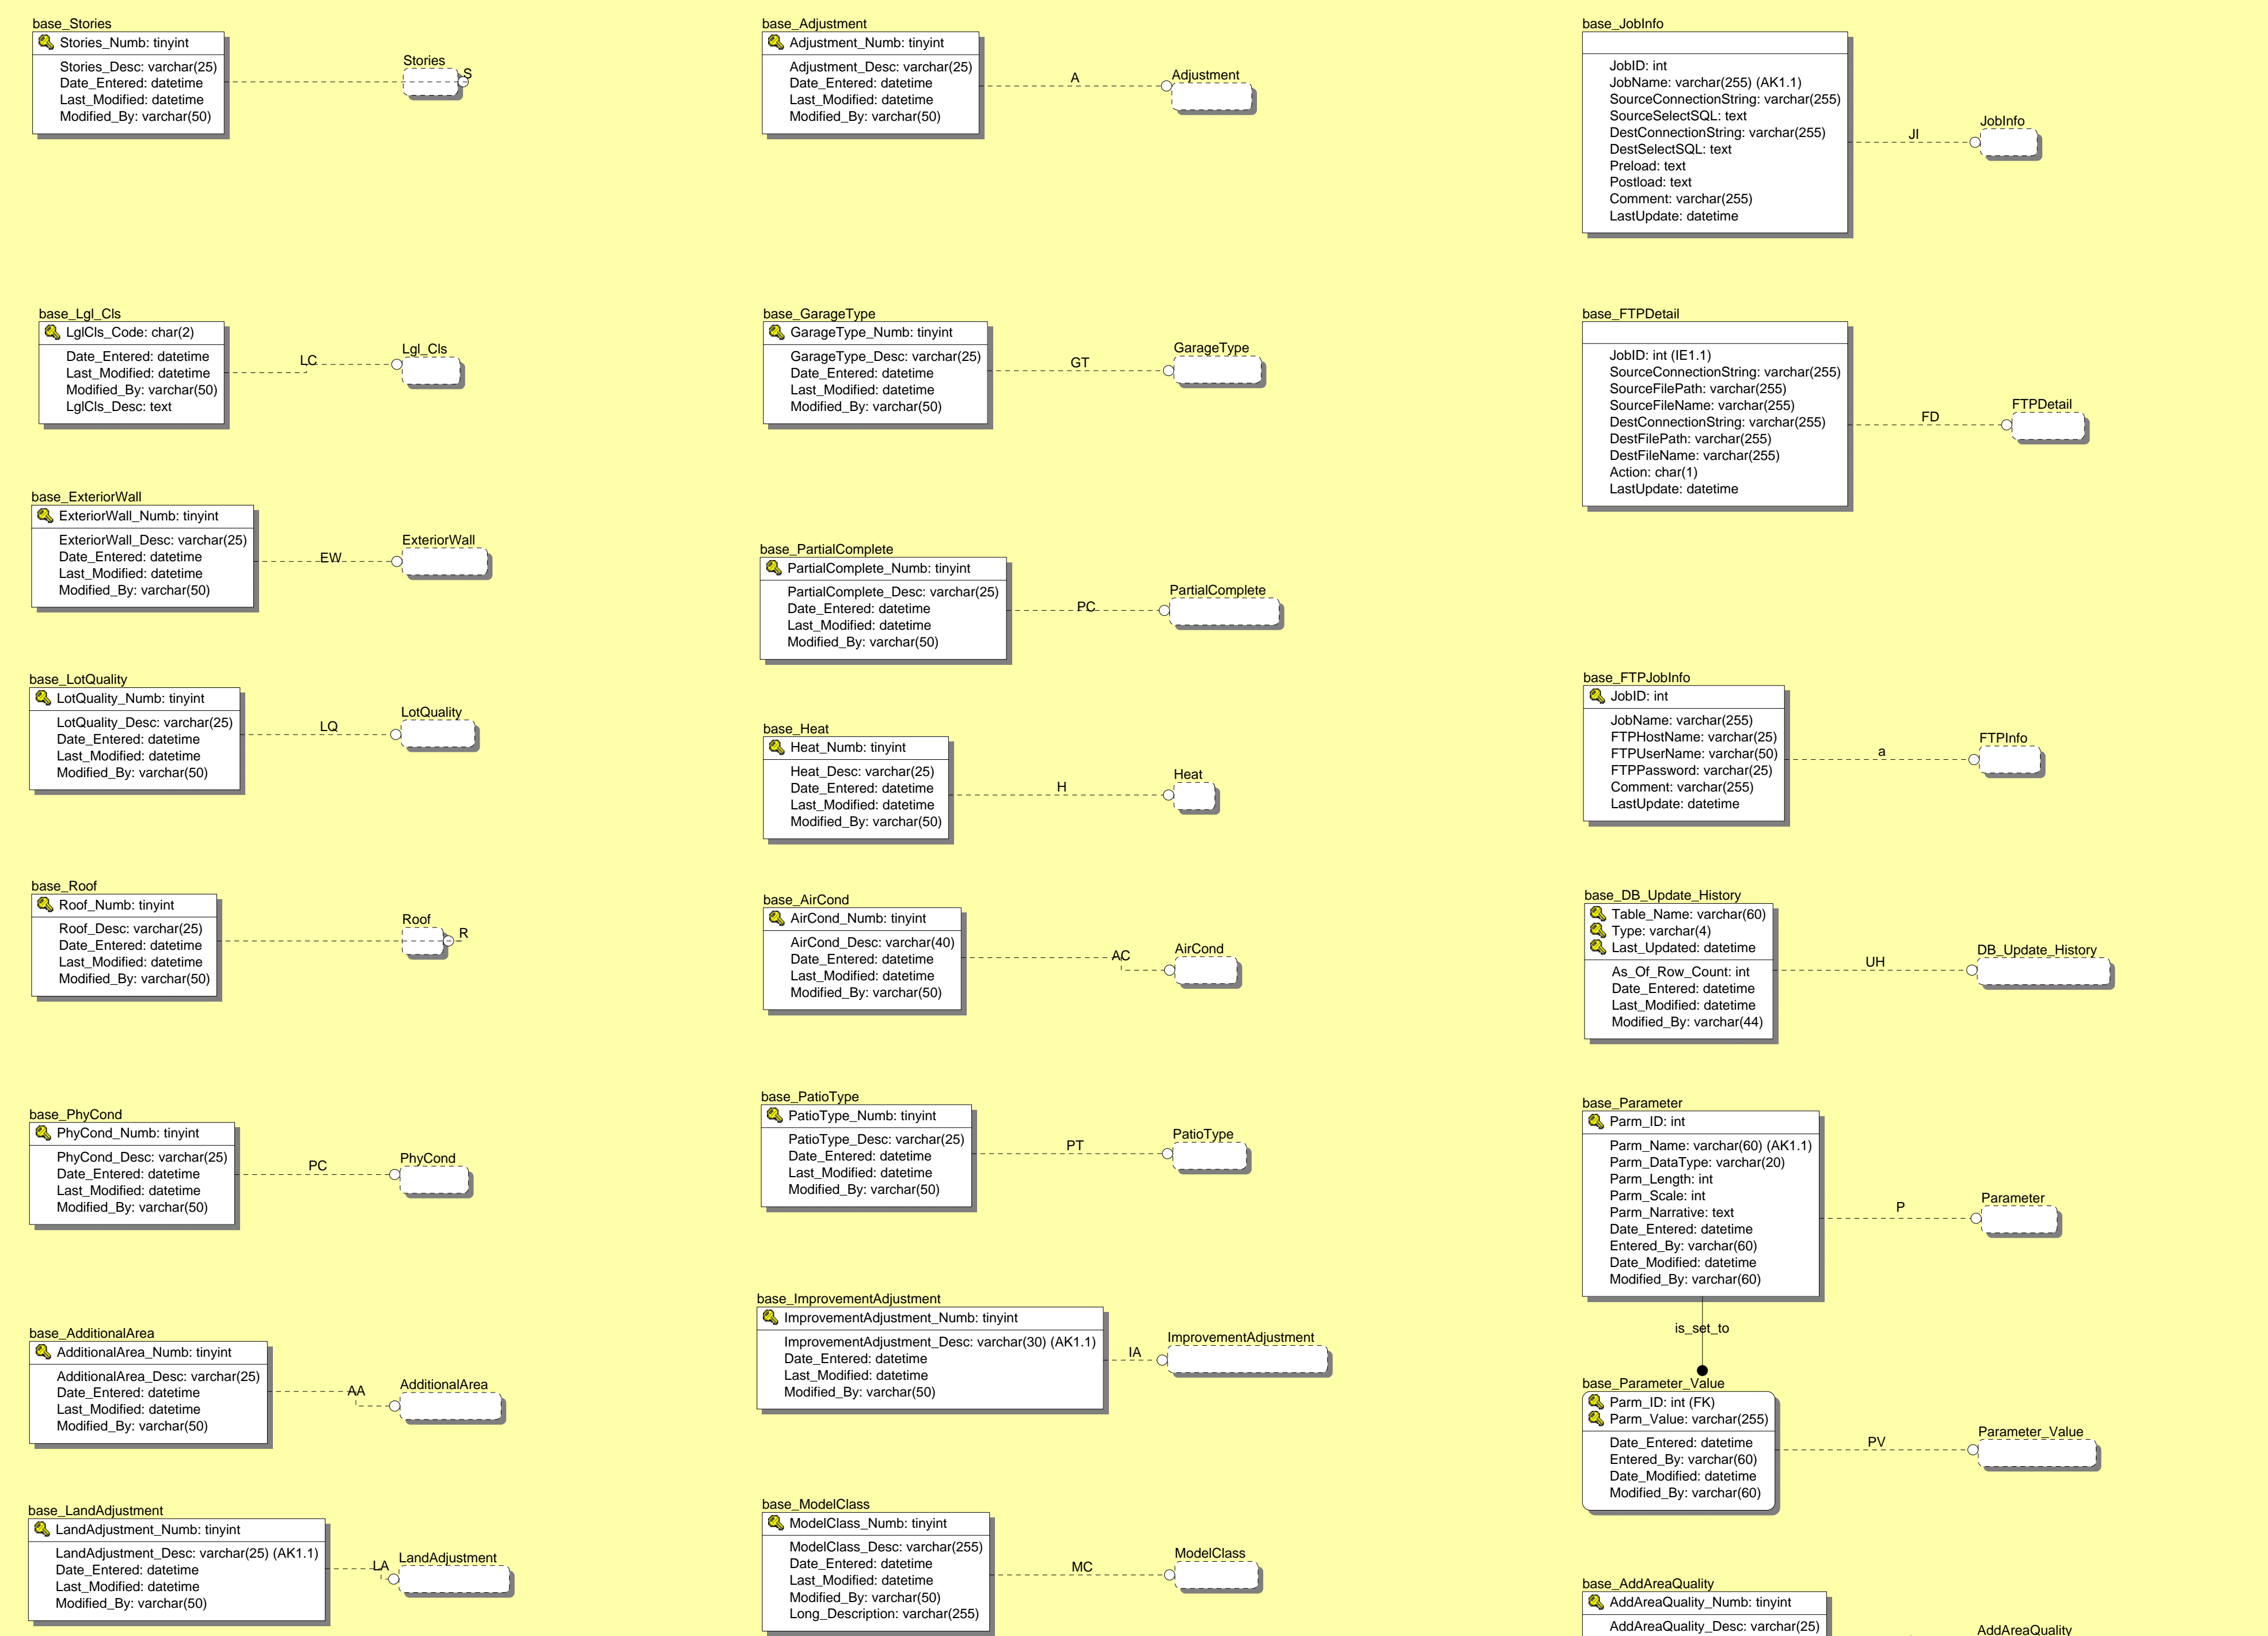 base_Stories
Stories_Numb: tinyint
Stories_Desc: varchar(25)
Date_Entered: datetime
Last_Modified: datetime
Modified_By: varchar(50)
S
Stories
base_Lgl_Cls
LglCls_Code: char(2)
Date_Entered: datetime
Last_Modified: datetime
Modified_By: varchar(50)
LglCls_Desc: text
LC
Lgl_Cls
base_ExteriorWall
ExteriorWall_Numb: tinyint
ExteriorWall_Desc: varchar(25)
Date_Entered: datetime
Last_Modified: datetime
Modified_By: varchar(50)
EW
ExteriorWall
base_LotQuality
LotQuality_Numb: tinyint
LotQuality_Desc: varchar(25)
Date_Entered: datetime
Last_Modified: datetime
Modified_By: varchar(50)
LQ
LotQuality
base_Roof
Roof_Numb: tinyint
Roof_Desc: varchar(25)
Date_Entered: datetime
Last_Modified: datetime
Modified_By: varchar(50)
R
Roof
base_PhyCond
PhyCond_Numb: tinyint
PhyCond_Desc: varchar(25)
Date_Entered: datetime
Last_Modified: datetime
Modified_By: varchar(50)
PC
PhyCond
base_AdditionalArea
AdditionalArea_Numb: tinyint
AdditionalArea_Desc: varchar(25)
Date_Entered: datetime
Last_Modified: datetime
Modified_By: varchar(50)
AA
AdditionalArea
base_LandAdjustment
LandAdjustment_Numb: tinyint
LandAdjustment_Desc: varchar(25) (AK1.1)
Date_Entered: datetime
Last_Modified: datetime
Modified_By: varchar(50)
LA
LandAdjustment
base_Adjustment
Adjustment_Numb: tinyint
Adjustment_Desc: varchar(25)
Date_Entered: datetime
Last_Modified: datetime
Modified_By: varchar(50)
A
Adjustment
base_GarageType
GarageType_Numb: tinyint
GarageType_Desc: varchar(25)
Date_Entered: datetime
Last_Modified: datetime
Modified_By: varchar(50)
GT
GarageType
base_PartialComplete
PartialComplete_Numb: tinyint
PartialComplete_Desc: varchar(25)
Date_Entered: datetime
Last_Modified: datetime
Modified_By: varchar(50)
PC
PartialComplete
base_Heat
Heat_Numb: tinyint
Heat_Desc: varchar(25)
Date_Entered: datetime
Last_Modified: datetime
Modified_By: varchar(50)
H
Heat
base_AirCond
AirCond_Numb: tinyint
AirCond_Desc: varchar(40)
Date_Entered: datetime
Last_Modified: datetime
Modified_By: varchar(50)
AC
AirCond
base_PatioType
PatioType_Numb: tinyint
PatioType_Desc: varchar(25)
Date_Entered: datetime
Last_Modified: datetime
Modified_By: varchar(50)
PT
PatioType
base_ImprovementAdjustment
ImprovementAdjustment_Numb: tinyint
ImprovementAdjustment_Desc: varchar(30) (AK1.1)
Date_Entered: datetime
Last_Modified: datetime
Modified_By: varchar(50)
IA
ImprovementAdjustment
base_ModelClass
ModelClass_Numb: tinyint
ModelClass_Desc: varchar(255)
Date_Entered: datetime
Last_Modified: datetime
Modified_By: varchar(50)
Long_Description: varchar(255)
MC
ModelClass
base_JobInfo
JobID: int
JobName: varchar(255) (AK1.1)
SourceConnectionString: varchar(255)
SourceSelectSQL: text
DestConnectionString: varchar(255)
DestSelectSQL: text
Preload: text
Postload: text
Comment: varchar(255)
LastUpdate: datetime
JI
JobInfo
base_FTPDetail
JobID: int (IE1.1)
SourceConnectionString: varchar(255)
SourceFilePath: varchar(255)
SourceFileName: varchar(255)
DestConnectionString: varchar(255)
DestFilePath: varchar(255)
DestFileName: varchar(255)
Action: char(1)
LastUpdate: datetime
FD
FTPDetail
base_FTPJobInfo
JobID: int
JobName: varchar(255)
FTPHostName: varchar(25)
FTPUserName: varchar(50)
FTPPassword: varchar(25)
Comment: varchar(255)
LastUpdate: datetime
a
FTPInfo
base_DB_Update_History
Table_Name: varchar(60)
Type: varchar(4)
Last_Updated: datetime
As_Of_Row_Count: int
Date_Entered: datetime
Last_Modified: datetime
Modified_By: varchar(44)
UH
DB_Update_History
base_Parameter
Parm_ID: int
Parm_Name: varchar(60) (AK1.1)
Parm_DataType: varchar(20)
Parm_Length: int
Parm_Scale: int
Parm_Narrative: text
Date_Entered: datetime
Entered_By: varchar(60)
Date_Modified: datetime
Modified_By: varchar(60)
P
Parameter
is_set_to
base_Parameter_Value
Parm_ID: int (FK)
Parm_Value: varchar(255)
Date_Entered: datetime
Entered_By: varchar(60)
Date_Modified: datetime
Modified_By: varchar(60)
PV
Parameter_Value
base_AddAreaQuality
AddAreaQuality_Numb: tinyint
AddAreaQuality_Desc: varchar(25)
AddAreaQuality